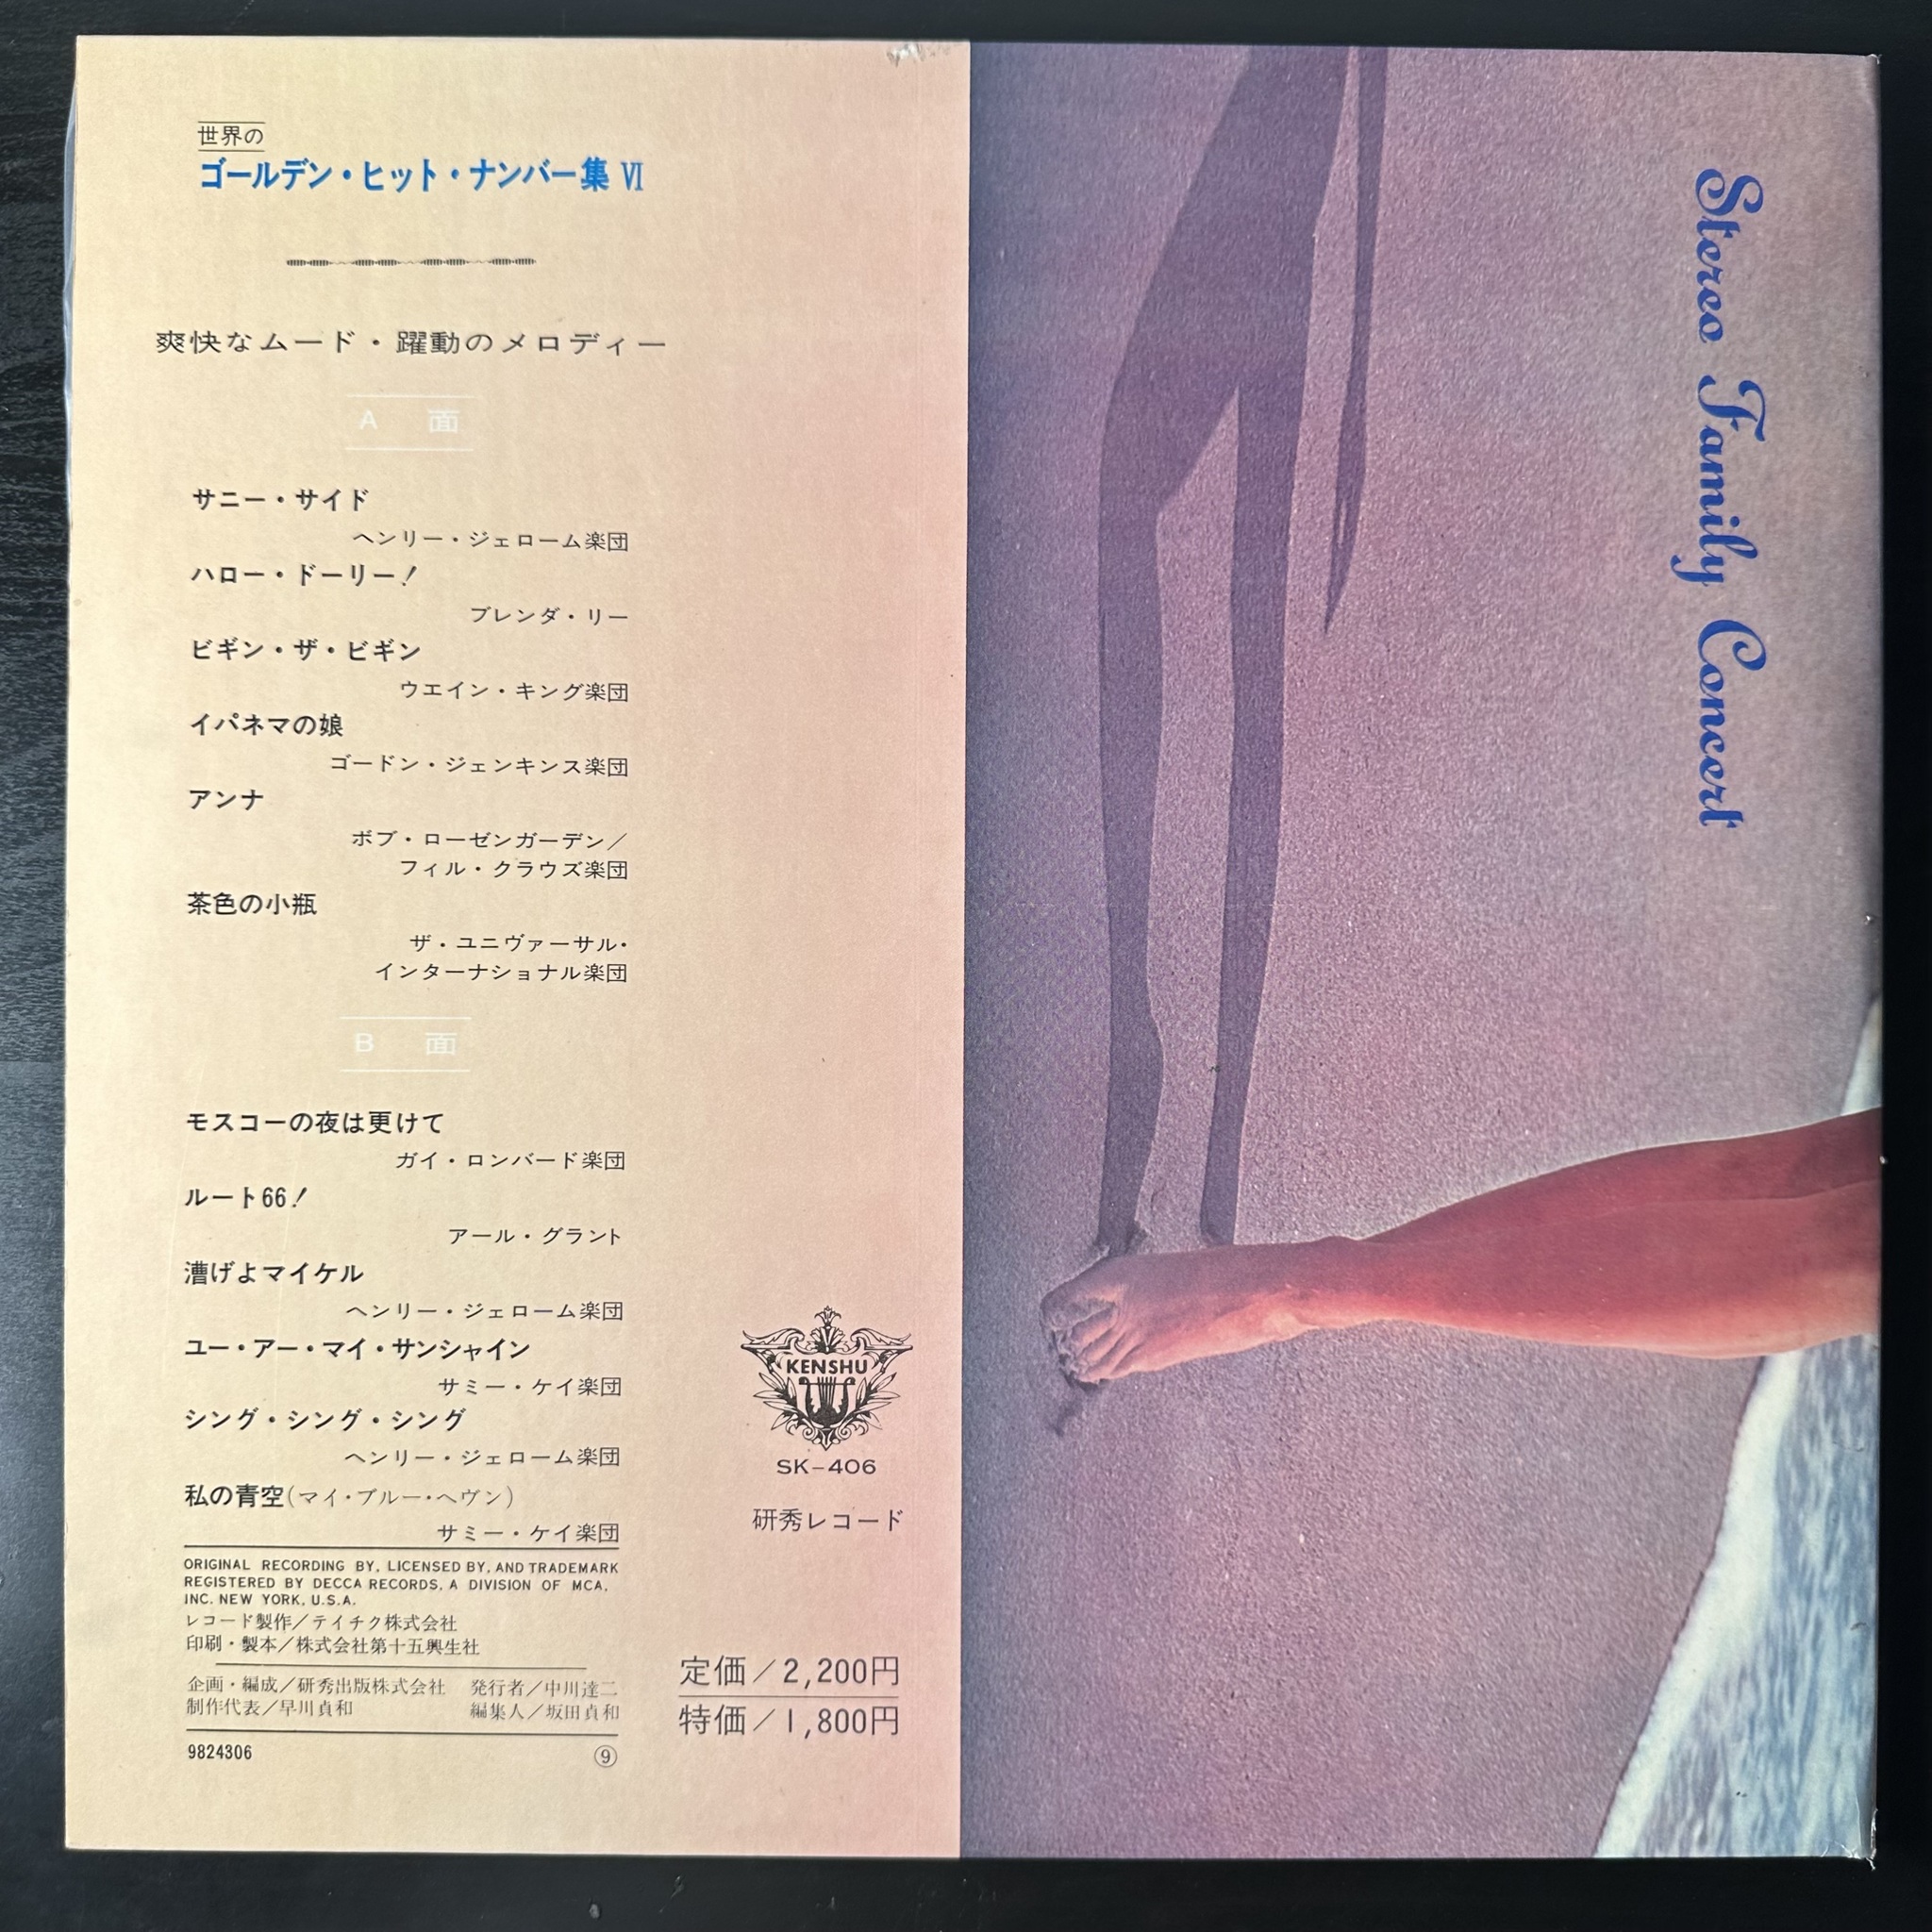 世界の
ゴールデン・ヒット・ナンバー集 Ⅵ
爽快なムード・躍動のメロディー
A 面
サニー・サイド
ヘンリー・ジェローム楽団
ハロー・ドーリー!
ブレンダ・リー
ビギン・ザ・ビギン
ウエイン・キング楽団
イパネマの娘
ゴードン・ジェンキンス楽団
アンナ
ボブ・ローゼンガーデン/
フィル・クラウズ楽団
茶色の小瓶
ザ・ユニヴァーサル・
インターナショナル楽団
B 面
モスコーの夜は更けて
ガイ・ロンバード楽団
ルート66!
アール・グラント
漕げよマイケル
ヘンリー・ジェローム楽団
ユー・アー・マイ・サンシャイン
サミー・ケイ楽団
シング・シング・シング
ヘンリー・ジェローム楽団
私の青空(マイ・ブルー・ヘヴン)
サミー・ケイ楽団
ORIGINAL RECORDING BY, LICENSED BY, AND TRADEMARK
REGISTERED BY DECCA RECORDS, A DIVISION OF MCA,
INC. NEW YORK, U.S.A.
レコード製作/テイチク株式会社
印刷・製本/株式会社第十五興生社
企画・編成/研秀出版株式会社 発行者/中川達二
制作代表/早川貞和 編集人/坂田貞和
9824306 ⑨
KENSHU
SK-406
研秀レコード
定価/2,200円
特価/1,800円
Stereo Family Concert